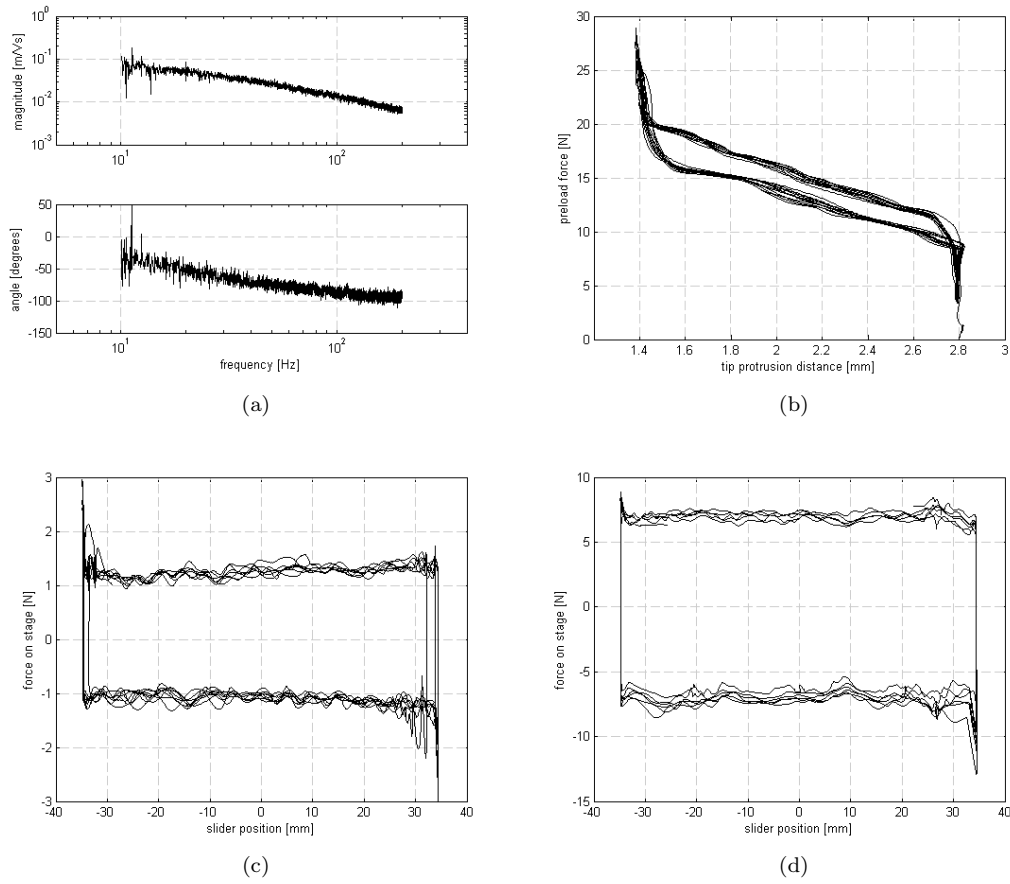 10^0
10^-1
10^-2
10^-3
magnitude [m/Vs]
10^1 10^2
50
0
-50
-100
-150
angle [degrees]
10^1 10^2
frequency [Hz]
(a)
30
25
20
15
10
5
0
preload force [N]
1.4 1.6 1.8 2 2.2 2.4 2.6 2.8 3
tip protrusion distance [mm]
(b)
3
2
1
0
-1
-2
-3
force on stage [N]
-40 -30 -20 -10 0 10 20 30 40
slider position [mm]
(c)
10
5
0
-5
-10
-15
force on stage [N]
-40 -30 -20 -10 0 10 20 30 40
slider position [mm]
(d)